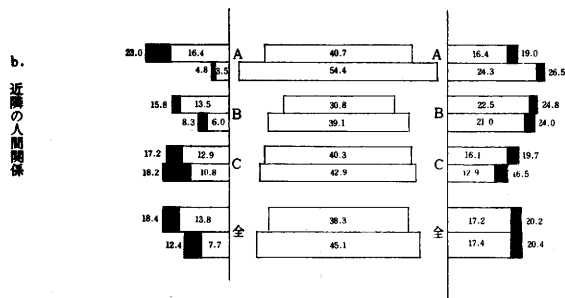 b. 近隣の人間関係
23.0 16.4 A 40.7 A 16.4 19.0
4.8 3.5 54.4 24.3 26.5
15.8 13.5 B 30.8 B 22.5 24.8
8.3 6.0 39.1 21.0 24.0
17.2 12.9 C 40.3 C 16.1 19.7
18.2 10.8 42.9 12.9 16.5
18.4 13.8 全 38.3 全 17.2 20.2
12.4 7.7 45.1 17.4 20.4